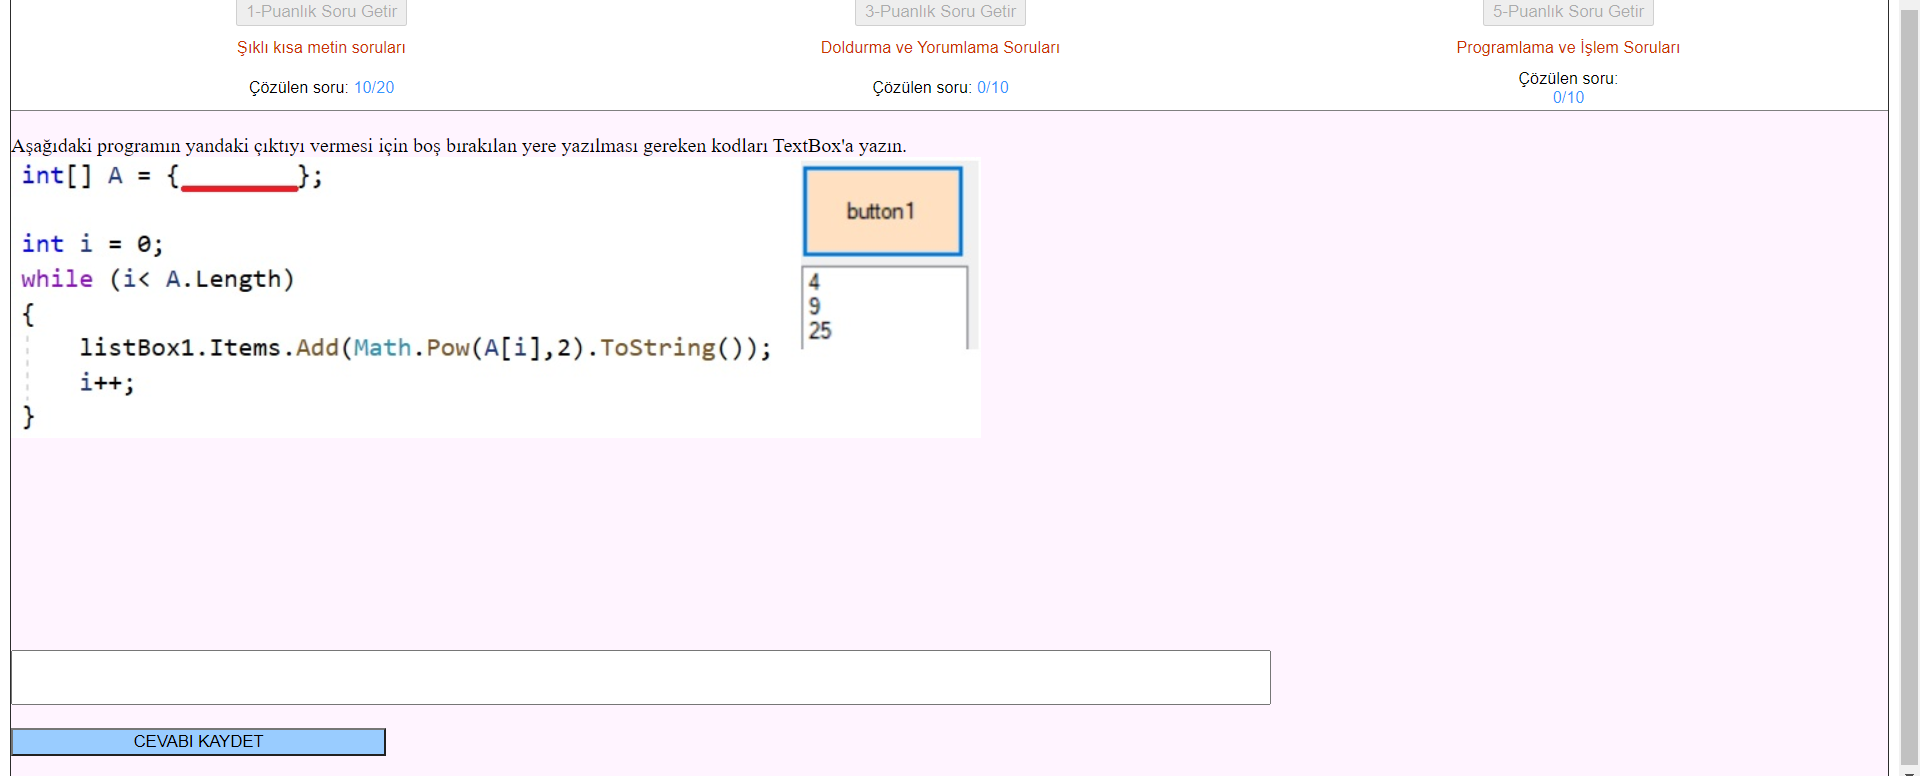 1-Puanlık Soru Getir
3-Puanlık Soru Getir
5-Puanlık Soru Getir
Şıklı kısa metin soruları
Doldurma ve Yorumlama Soruları
Programlama ve İşlem Soruları
Çözülen soru: 10/20
Çözülen soru: 0/10
Çözülen soru:
0/10
Aşağıdaki programın yandaki çıktıyı vermesi için boş bırakılan yere yazılması gereken kodları TextBox'a yazın.
int[] A = {________};
int i = 0;
while (i< A.Length)
{
listBox1.Items.Add(Math.Pow(A[i],2).ToString());
i++;
}
button1
4
9
25
CEVABI KAYDET